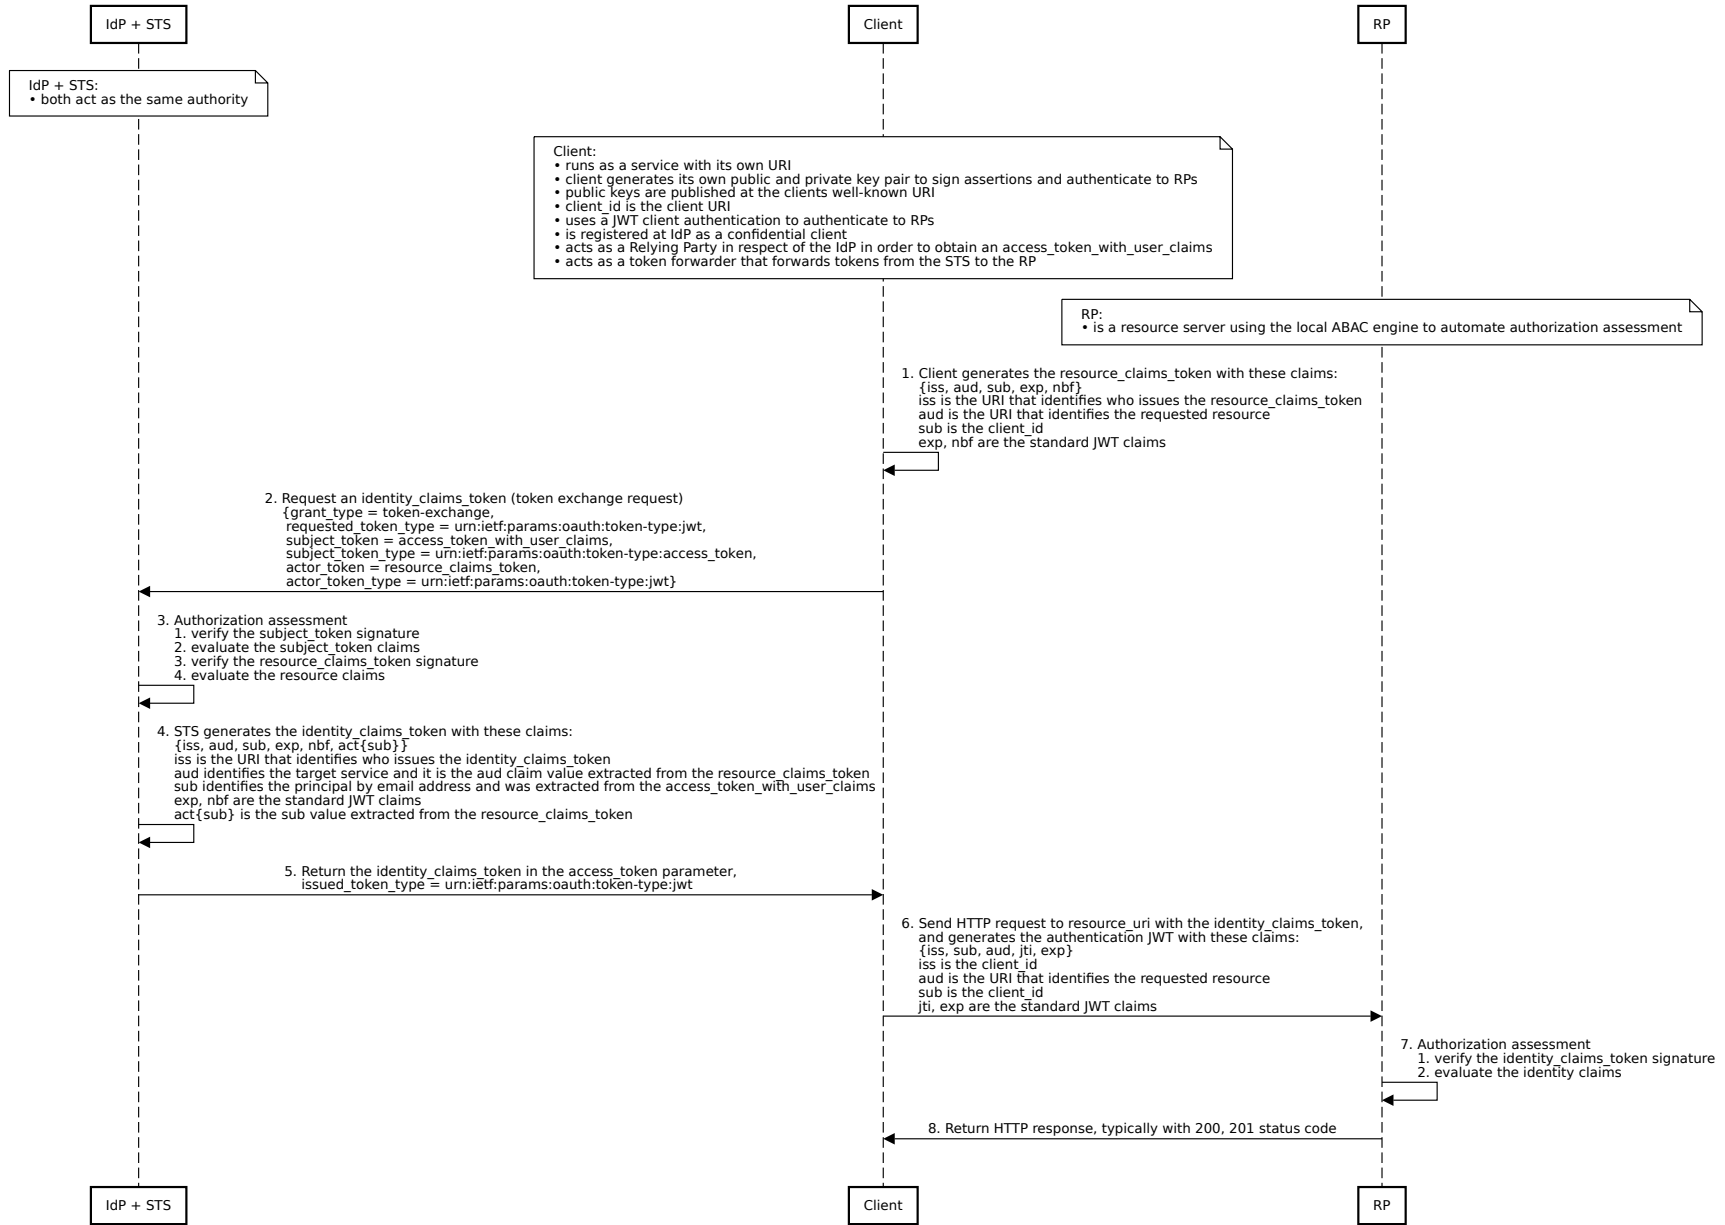 IdP + STS
Client
RP
IdP + STS:
• both act as the same authority
Client:
• runs as a service with its own URI
• client generates its own public and private key pair to sign assertions and authenticate to RPs
• public keys are published at the clients well-known URI
• client_id is the client URI
• uses a JWT client authentication to authenticate to RPs
• is registered at IdP as a confidential client
• acts as a Relying Party in respect of the IdP in order to obtain an access_token_with_user_claims
• acts as a token forwarder that forwards tokens from the STS to the RP
RP:
• is a resource server using the local ABAC engine to automate authorization assessment
1. Client generates the resource_claims_token with these claims:
{iss, aud, sub, exp, nbf}
iss is the URI that identifies who issues the resource_claims_token
aud is the URI that identifies the requested resource
sub is the client_id
exp, nbf are the standard JWT claims
2. Request an identity_claims_token (token exchange request)
{grant_type = token-exchange,
requested_token_type = urn:ietf:params:oauth:token-type:jwt,
subject_token = access_token_with_user_claims,
subject_token_type = urn:ietf:params:oauth:token-type:access_token,
actor_token = resource_claims_token,
actor_token_type = urn:ietf:params:oauth:token-type:jwt}
3. Authorization assessment
1. verify the subject_token signature
2. evaluate the subject_token claims
3. verify the resource_claims_token signature
4. evaluate the resource claims
4. STS generates the identity_claims_token with these claims:
{iss, aud, sub, exp, nbf, act{sub}}
iss is the URI that identifies who issues the identity_claims_token
aud identifies the target service and it is the aud claim value extracted from the resource_claims_token
sub identifies the principal by email address and was extracted from the access_token_with_user_claims
exp, nbf are the standard JWT claims
act{sub} is the sub value extracted from the resource_claims_token
5. Return the identity_claims_token in the access_token parameter,
issued_token_type = urn:ietf:params:oauth:token-type:jwt
6. Send HTTP request to resource_uri with the identity_claims_token,
and generates the authentication JWT with these claims:
{iss, sub, aud, jti, exp}
iss is the client_id
aud is the URI that identifies the requested resource
sub is the client_id
jti, exp are the standard JWT claims
7. Authorization assessment
1. verify the identity_claims_token signature
2. evaluate the identity claims
8. Return HTTP response, typically with 200, 201 status code
IdP + STS
Client
RP